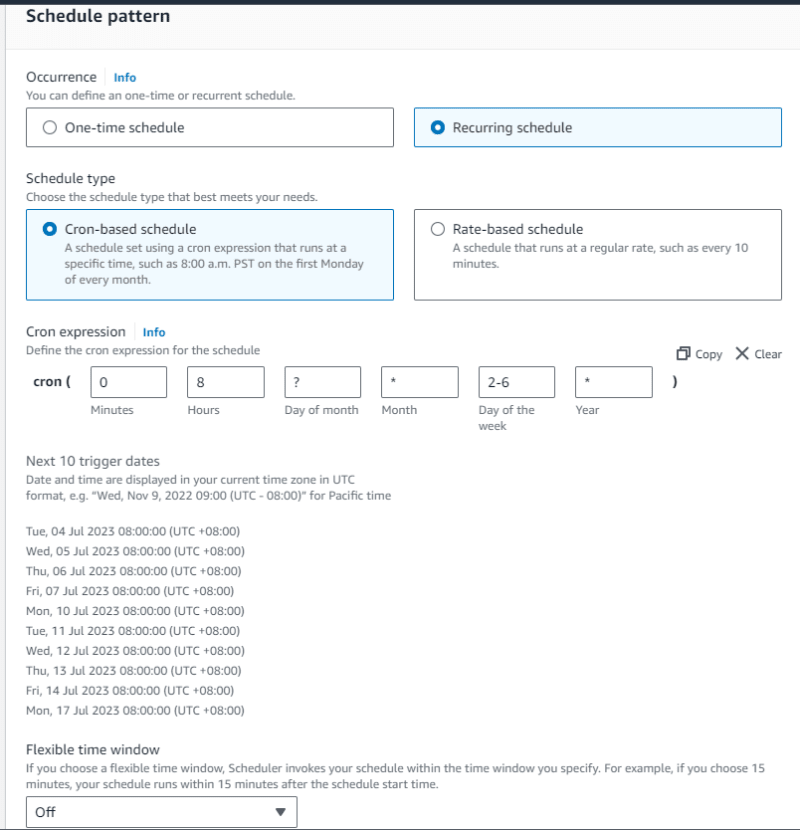 Schedule pattern
Occurrence Info
You can define an one-time or recurrent schedule.
One-time schedule
Recurring schedule
Schedule type
Choose the schedule type that best meets your needs.
Cron-based schedule
A schedule set using a cron expression that runs at a
specific time, such as 8:00 a.m. PST on the first Monday
of every month.
Rate-based schedule
A schedule that runs at a regular rate, such as every 10
minutes.
Cron expression Info
Define the cron expression for the schedule
Copy Clear
cron ( 0 8 ? * 2-6 * )
Minutes Hours Day of month Month Day of the week Year
Next 10 trigger dates
Date and time are displayed in your current time zone in UTC
format, e.g. "Wed, Nov 9, 2022 09:00 (UTC - 08:00)" for Pacific time
Tue, 04 Jul 2023 08:00:00 (UTC +08:00)
Wed, 05 Jul 2023 08:00:00 (UTC +08:00)
Thu, 06 Jul 2023 08:00:00 (UTC +08:00)
Fri, 07 Jul 2023 08:00:00 (UTC +08:00)
Mon, 10 Jul 2023 08:00:00 (UTC +08:00)
Tue, 11 Jul 2023 08:00:00 (UTC +08:00)
Wed, 12 Jul 2023 08:00:00 (UTC +08:00)
Thu, 13 Jul 2023 08:00:00 (UTC +08:00)
Fri, 14 Jul 2023 08:00:00 (UTC +08:00)
Mon, 17 Jul 2023 08:00:00 (UTC +08:00)
Flexible time window
If you choose a flexible time window, Scheduler invokes your schedule within the time window you specify. For example, if you choose 15
minutes, your schedule runs within 15 minutes after the schedule start time.
Off